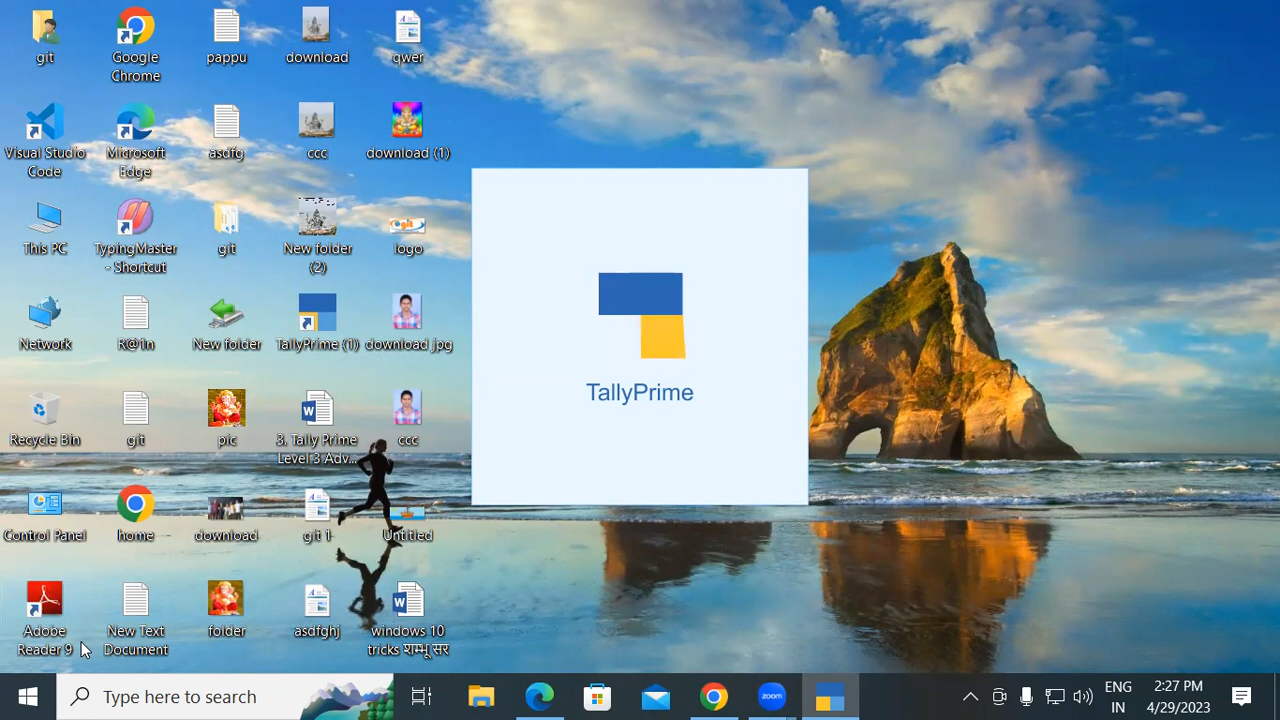 git
Google
Chrome
pappu
download
qwer
Visual Studio
Code
Microsoft
Edge
asdfg
ccc
download (1)
This PC
TypingMaster
- Shortcut
git
New folder
(2)
git
logo
Network
R@1n
New folder
TallyPrime (1)
download.jpg
TallyPrime
Recycle Bin
git
pic
3. Tally Prime
Level 3 Adv...
ccc
Control Panel
home
download
git 1
Untitled
Adobe
Reader 9
New Text
Document
folder
asdfghj
windows 10
tricks शम्भू सर
Type here to search
zoom
ENG
IN
2:27 PM
4/29/2023